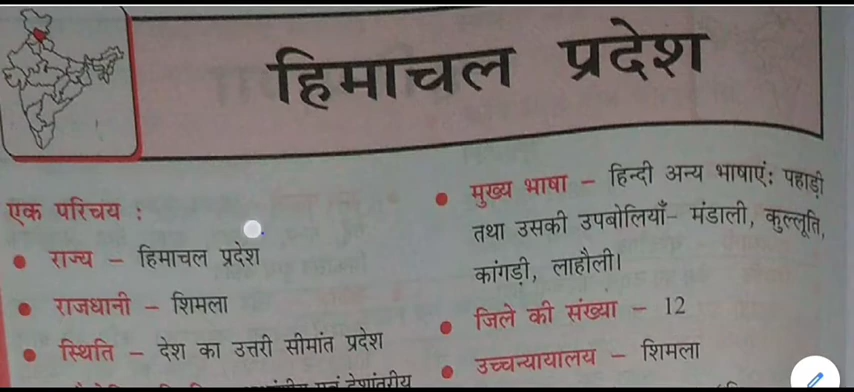 हिमाचल प्रदेश
एक परिचय :
राज्य – हिमाचल प्रदेश
राजधानी – शिमला
स्थिति – देश का उत्तरी सीमांत प्रदेश
मुख्य भाषा – हिन्दी अन्य भाषाएं: पहाड़ी
तथा उसकी उपबोलियाँ– मंडाली, कुल्लूति,
कांगड़ी, लाहौली।
जिले की संख्या – 12
उच्चन्यायालय – शिमला